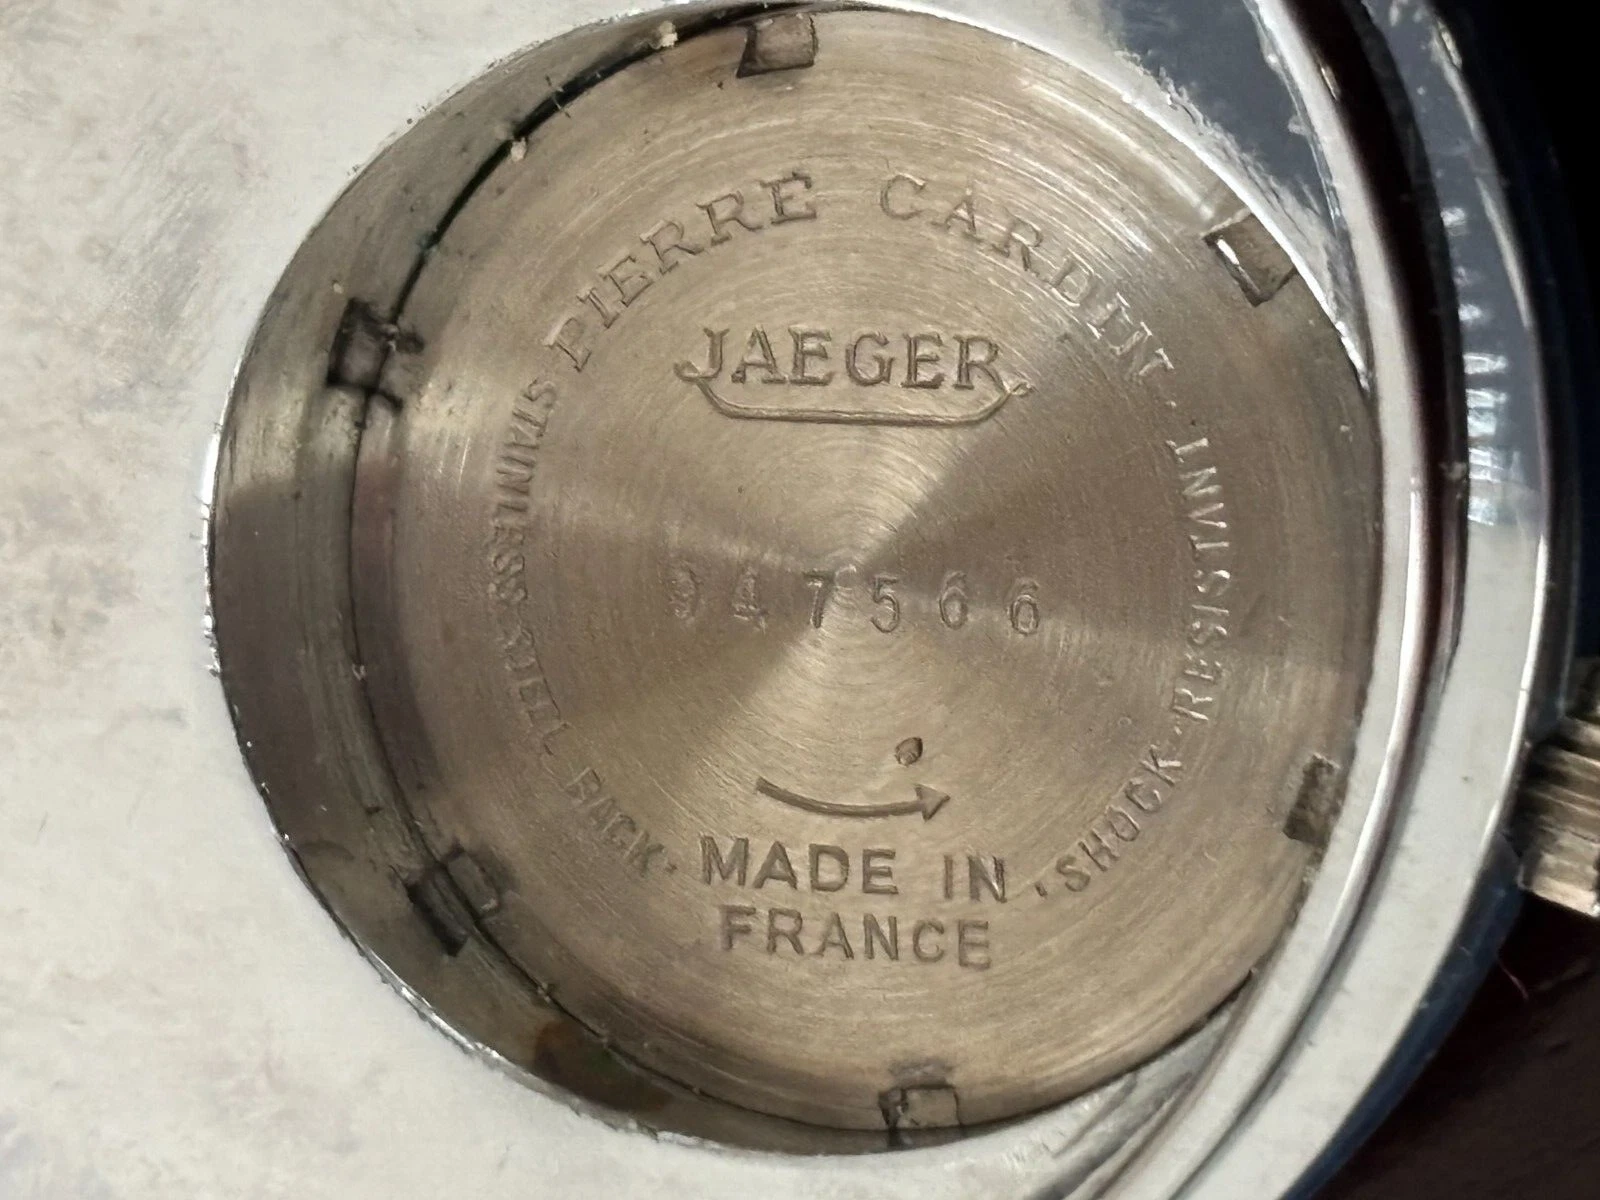 PIERRE CARDIN
JAEGER
947566
MADE IN
FRANCE
STAINLESS STEEL BACK · · SHOCK-RESISTANT ·